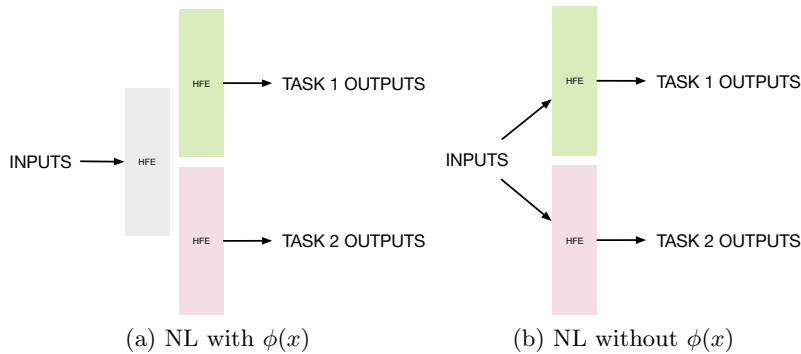 HFE
TASK 1 OUTPUTS
INPUTS
HFE
HFE
TASK 2 OUTPUTS
(a) NL with ϕ(x)
HFE
TASK 1 OUTPUTS
INPUTS
HFE
TASK 2 OUTPUTS
(b) NL without ϕ(x)